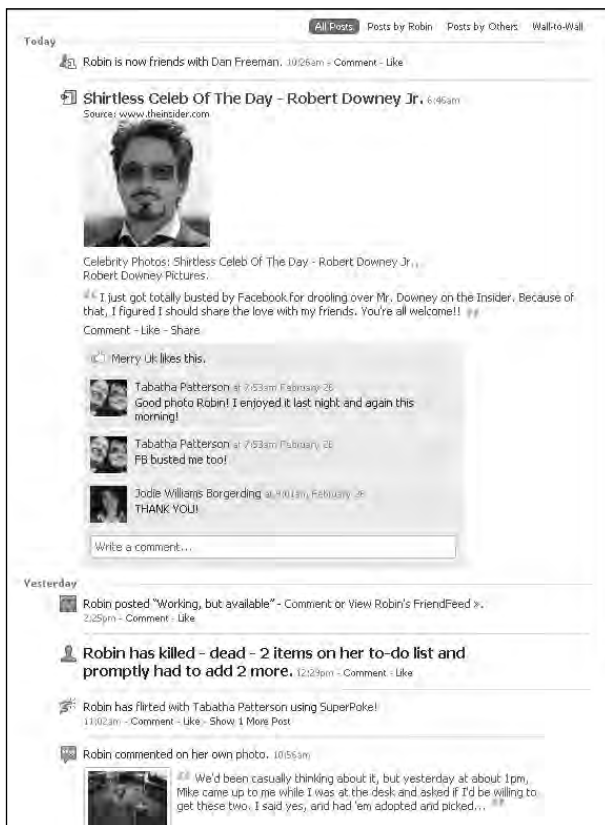 All Posts Posts by Robin Posts by Others Wall-to-Wall
Today
Robin is now friends with Dan Freeman. 10:26am - Comment - Like
Shirtless Celeb Of The Day - Robert Downey Jr. 6:46am
Source: www.theinsider.com
Celebrity Photos: Shirtless Celeb Of The Day - Robert Downey Jr., ,
Robert Downey Pictures.
“ I just got totally busted by Facebook for drooling over Mr. Downey on the Insider. Because of
that, I figured I should share the love with my friends. You're all welcome!! ”
Comment - Like - Share
Merry likes this.
Tabatha Patterson at 7:53am February 26
Good photo Robin! I enjoyed it last night and again this
morning!
Tabatha Patterson at 7:53am February 26
FB busted me too!
Jodie Williams Borgerding at 9:01am February 26
THANK YOU!
Write a comment...
Yesterday
Robin posted "Working, but available" - Comment or View Robin's FriendFeed ».
2:25pm - Comment - Like
Robin has killed - dead - 2 items on her to-do list and
promptly had to add 2 more. 12:29pm - Comment - Like
Robin has flirted with Tabatha Patterson using SuperPoke!
11:02am - Comment - Like - Show 1 More Post
Robin commented on her own photo. 10:56am
“ We'd been casually thinking about it, but yesterday at about 1pm,
Mike came up to me while I was at the desk and asked if I'd be willing to
get these two. I said yes, and had 'em adopted and picked... ”